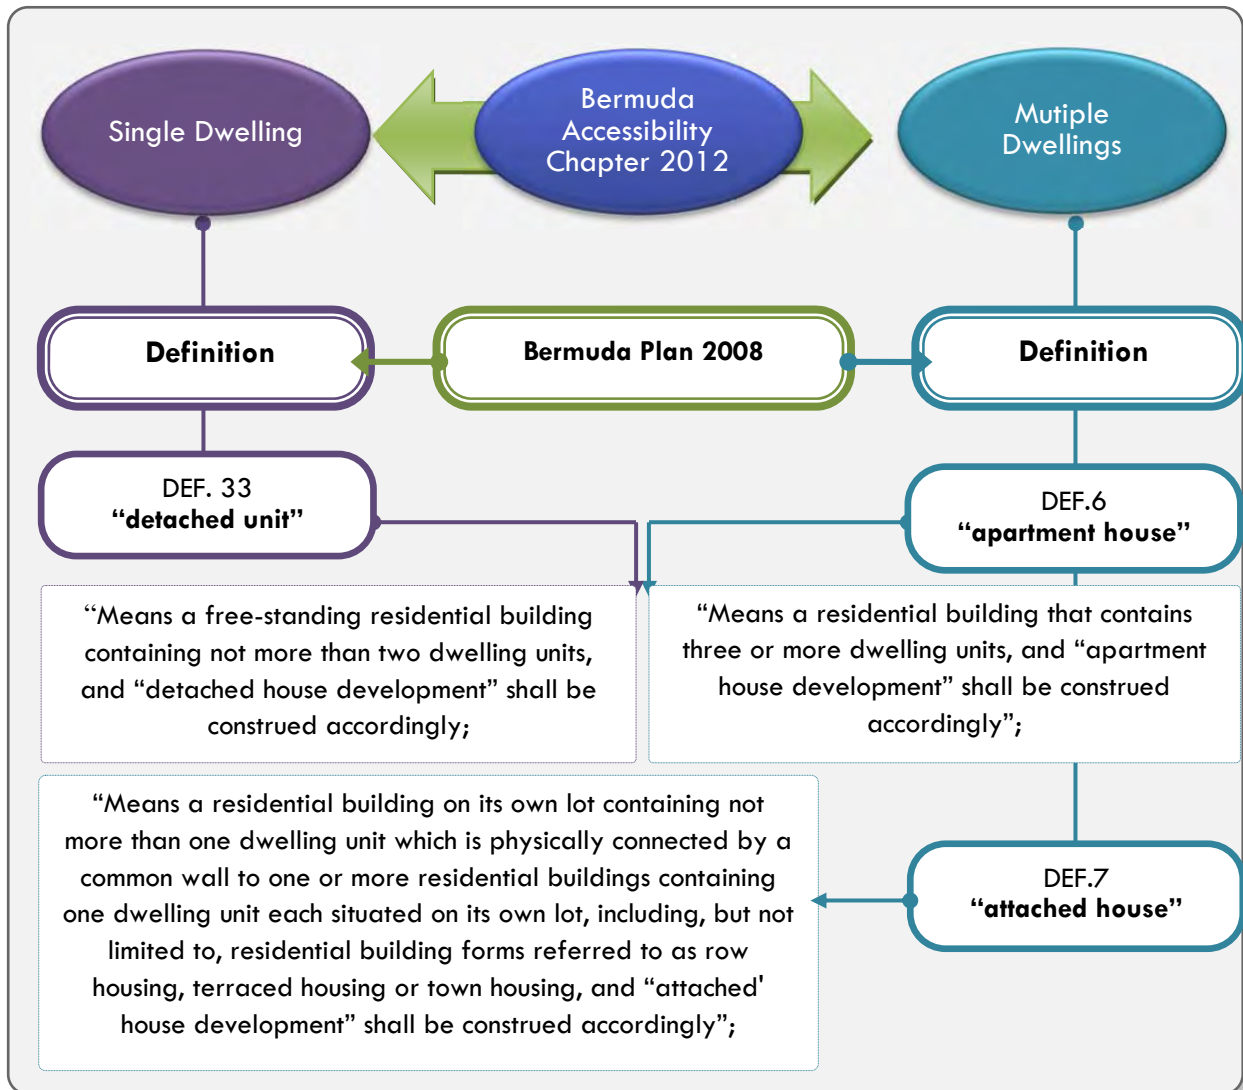 Single Dwelling
Bermuda
Accessibility
Chapter 2012
Mutiple
Dwellings
Definition
Bermuda Plan 2008
Definition
DEF. 33
“detached unit”
DEF.6
“apartment house”
“Means a free-standing residential building
containing not more than two dwelling units,
and “detached house development” shall be
construed accordingly;
“Means a residential building that contains
three or more dwelling units, and “apartment
house development” shall be construed
accordingly”;
“Means a residential building on its own lot containing not
more than one dwelling unit which is physically connected by a
common wall to one or more residential buildings containing
one dwelling unit each situated on its own lot, including, but not
limited to, residential building forms referred to as row
housing, terraced housing or town housing, and “attached'
house development” shall be construed accordingly”;
DEF.7
“attached house”